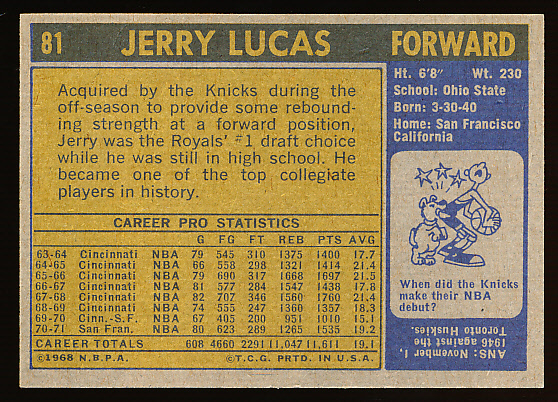 81 JERRY LUCAS FORWARD
Acquired by the Knicks during the
off-season to provide some rebound-
ing strength at a forward position,
Jerry was the Royals' #1 draft choice
while he was still in high school. He
became one of the top collegiate
players in history.
CAREER PRO STATISTICS
G FG FT REB PTS AVG
63-64 Cincinnati NBA 79 545 310 1375 1400 17.7
64-65 Cincinnati NBA 66 558 298 1321 1414 21.4
65-66 Cincinnati NBA 79 690 317 1668 1697 21.5
66-67 Cincinnati NBA 81 577 284 1547 1438 17.8
67-68 Cincinnati NBA 82 707 346 1560 1760 21.4
68-69 Cincinnati NBA 74 555 247 1360 1357 18.3
69-70 Cinn.-S.F. NBA 67 405 200 951 1010 15.1
70-71 San Fran. NBA 80 623 289 1265 1535 19.2
CAREER TOTALS 608 4660 2291 11,047 11,611 19.1
©1968 N.B.P.A. ©T.C.G. PRTD. IN U.S.A.
Ht. 6'8" Wt. 230
School: Ohio State
Born: 3-30-40
Home: San Francisco
California
When did the Knicks
make their NBA
debut?
ANS: November 1,
1946 against the
Toronto Huskies.